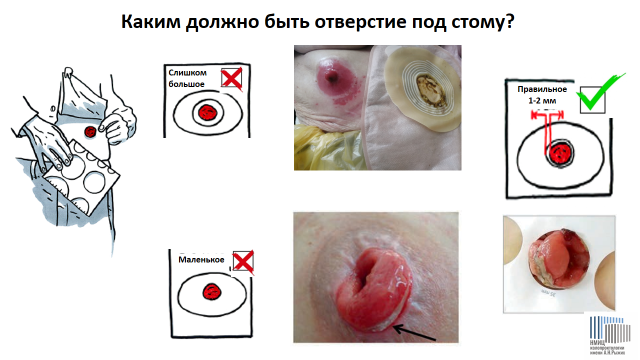 Каким должно быть отверстие под стому?
Слишком
большое
Правильное
1-2 мм
Маленькое
НМИЦ
колопроктологии
имени А.Н.Рыжих